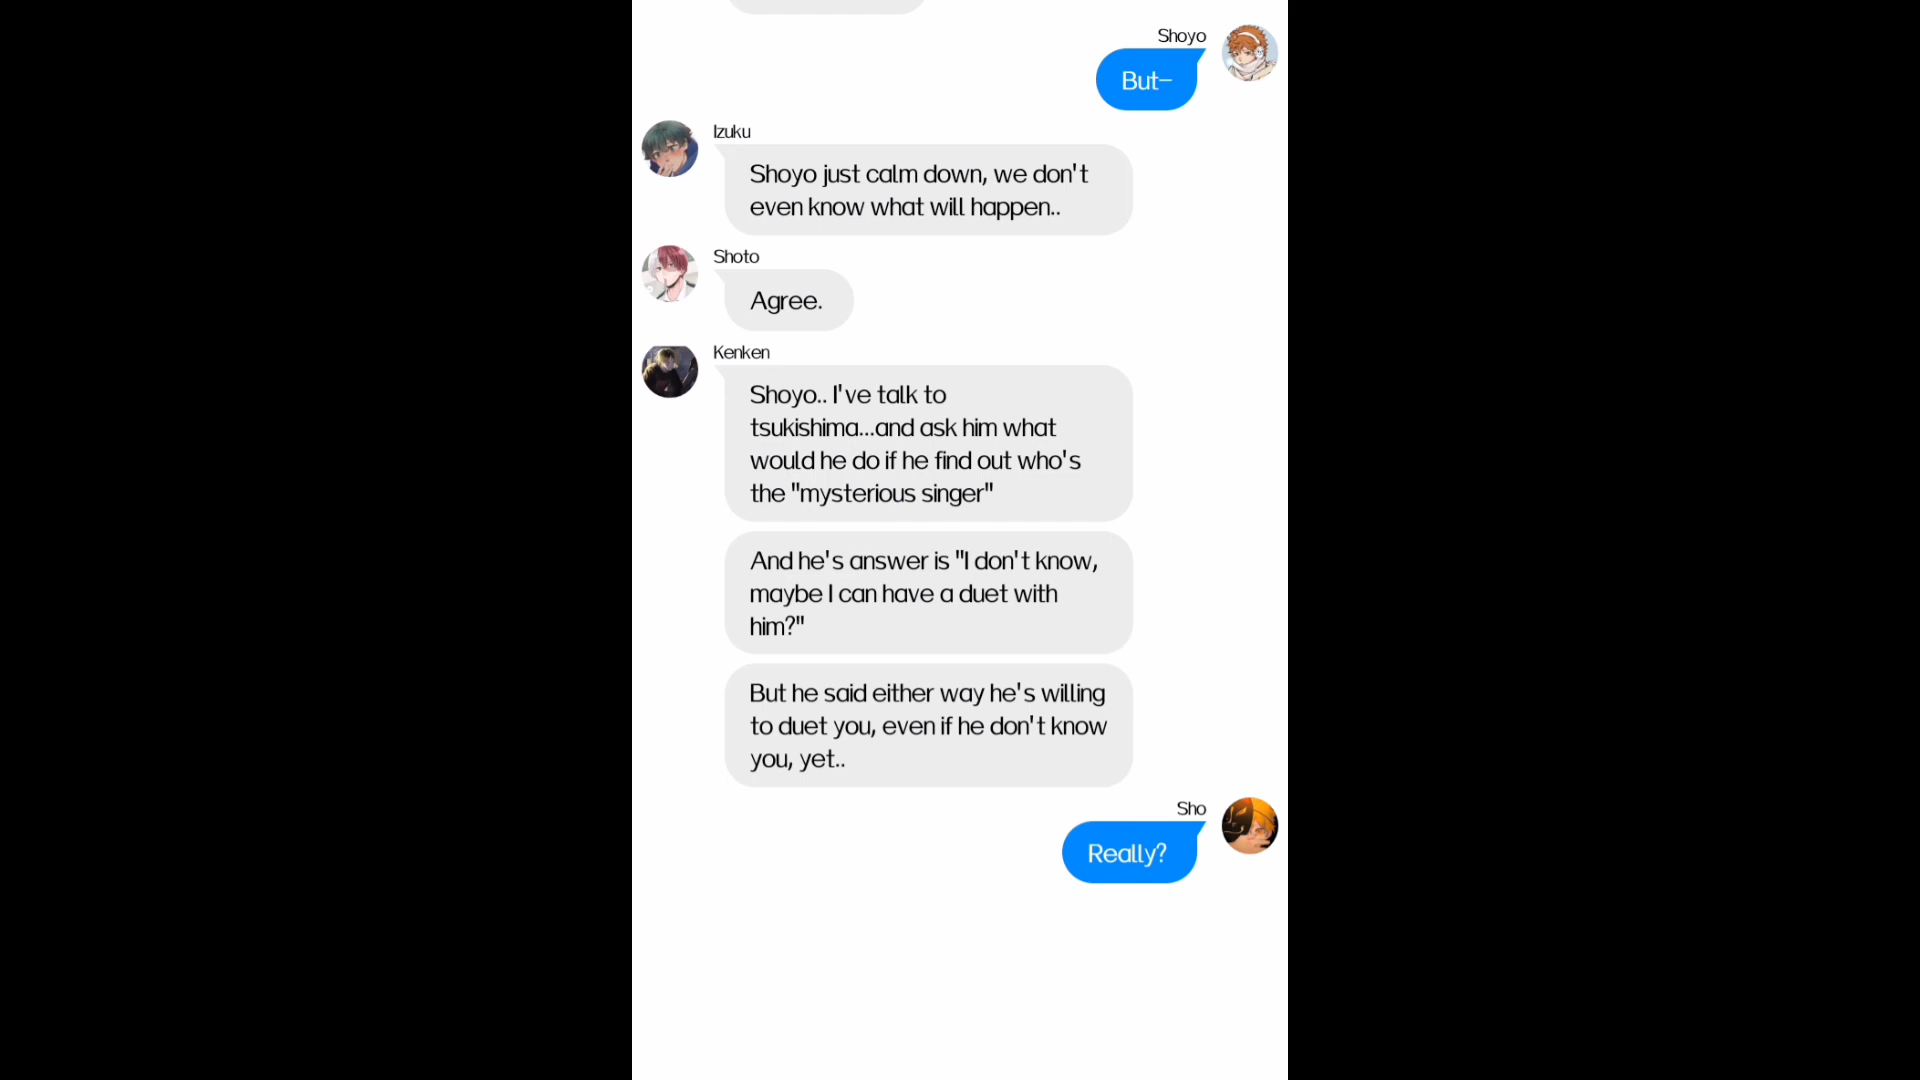 Shoyo
But-
Izuku
Shoyo just calm down, we don't
even know what will happen..
Shoto
Agree.
Kenken
Shoyo.. I've talk to
tsukishima...and ask him what
would he do if he find out who's
the "mysterious singer"
And he's answer is "I don't know,
maybe I can have a duet with
him?"
But he said either way he's willing
to duet you, even if he don't know
you, yet..
Sho
Really?